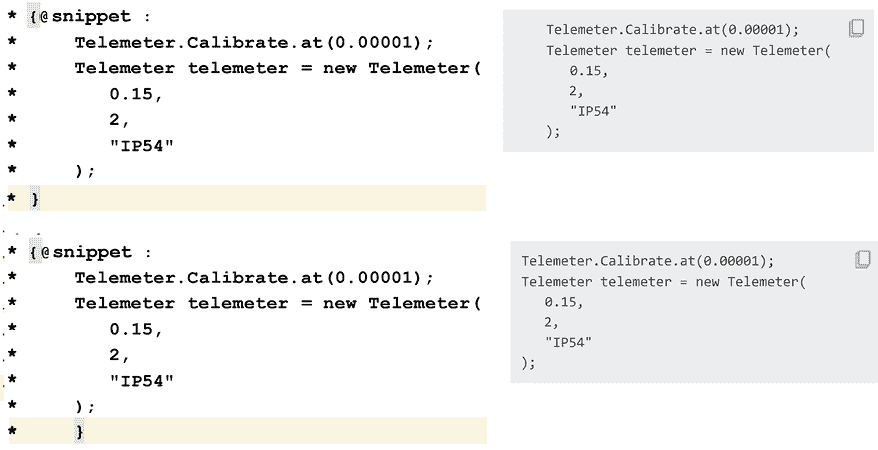 * {@snippet :
*     Telemeter.Calibrate.at(0.00001);
*     Telemeter telemeter = new Telemeter(
*        0.15,
*        2,
*        "IP54"
*     );
* }
Telemeter.Calibrate.at(0.00001);
Telemeter telemeter = new Telemeter(
   0.15,
   2,
   "IP54"
);
* {@snippet :
*     Telemeter.Calibrate.at(0.00001);
*     Telemeter telemeter = new Telemeter(
*        0.15,
*        2,
*        "IP54"
*     );
*     }
Telemeter.Calibrate.at(0.00001);
Telemeter telemeter = new Telemeter(
   0.15,
   2,
   "IP54"
);